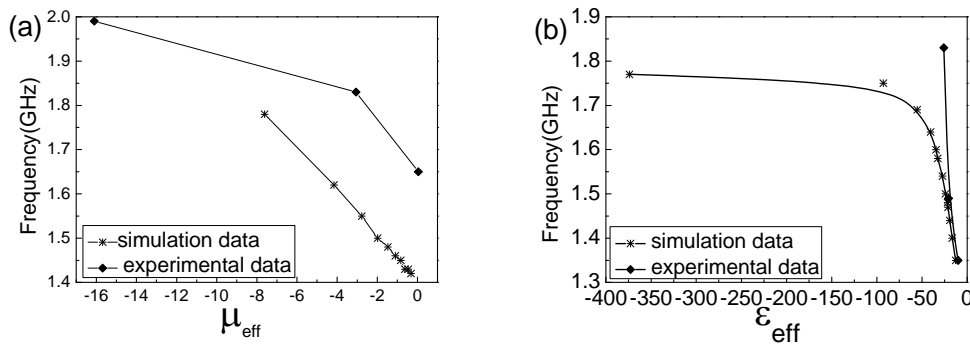 (a)
2.0
1.9
1.8
1.7
1.6
1.5
1.4
Frequency(GHz)
simulation data
experimental data
-16 -14 -12 -10 -8 -6 -4 -2 0
μeff
(b)
1.9
1.8
1.7
1.6
1.5
1.4
1.3
Frequency(GHz)
simulation data
experimental data
-400 -350 -300 -250 -200 -150 -100 -50 0
εeff